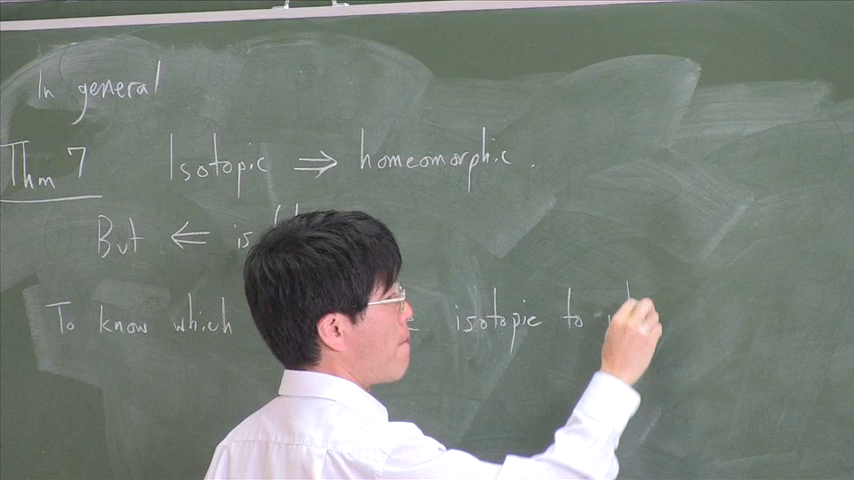 In general
Thm 7 Isotopic ⇒ homeomorphic.
But ⇐ is
To know which isotopic to